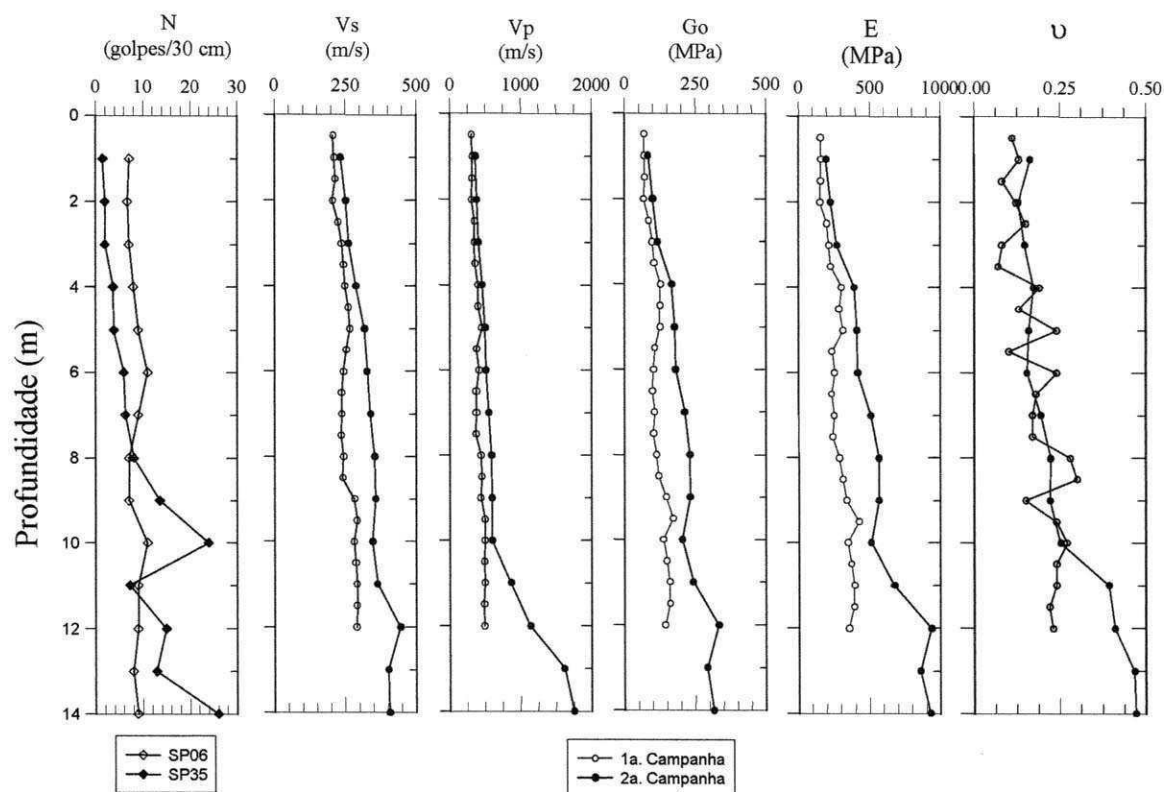 N
(golpes/30 cm)
0 10 20 30
Vs
(m/s)
0 250 500
Vp
(m/s)
0 1000 2000
Go
(MPa)
0 250 500
E
(MPa)
0 500 1000
υ
0.00 0.25 0.50
Profundidade (m)
0
2
4
6
8
10
12
14
SP06
SP35
1a. Campanha
2a. Campanha